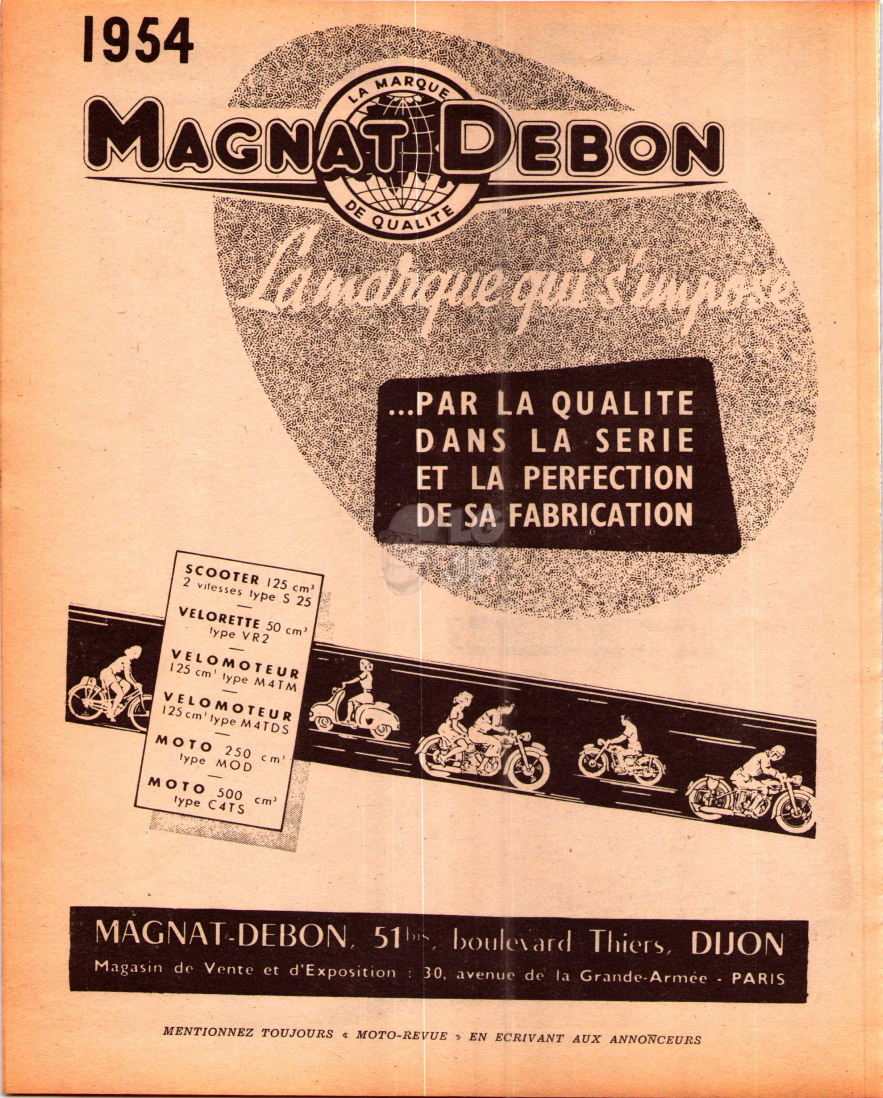 1954
LA MARQUE
MAGNAT DEBON
DE QUALITE
La marque qui s'impose
...PAR LA QUALITE
DANS LA SERIE
ET LA PERFECTION
DE SA FABRICATION
SCOOTER 125 cm³
2 vitesses type S 25
VELORETTE 50 cm³
type VR2
VELOMOTEUR
125 cm³ type M4TM
VELOMOTEUR
125 cm³ type M4TDS
MOTO 250 cm³
type MOD
MOTO 500 cm³
type C4TS
MAGNAT-DEBON, 51bis, boulevard Thiers, DIJON
Magasin de Vente et d'Exposition : 30, avenue de la Grande-Armée - PARIS
MENTIONNEZ TOUJOURS « MOTO-REVUE » EN ECRIVANT AUX ANNONCEURS